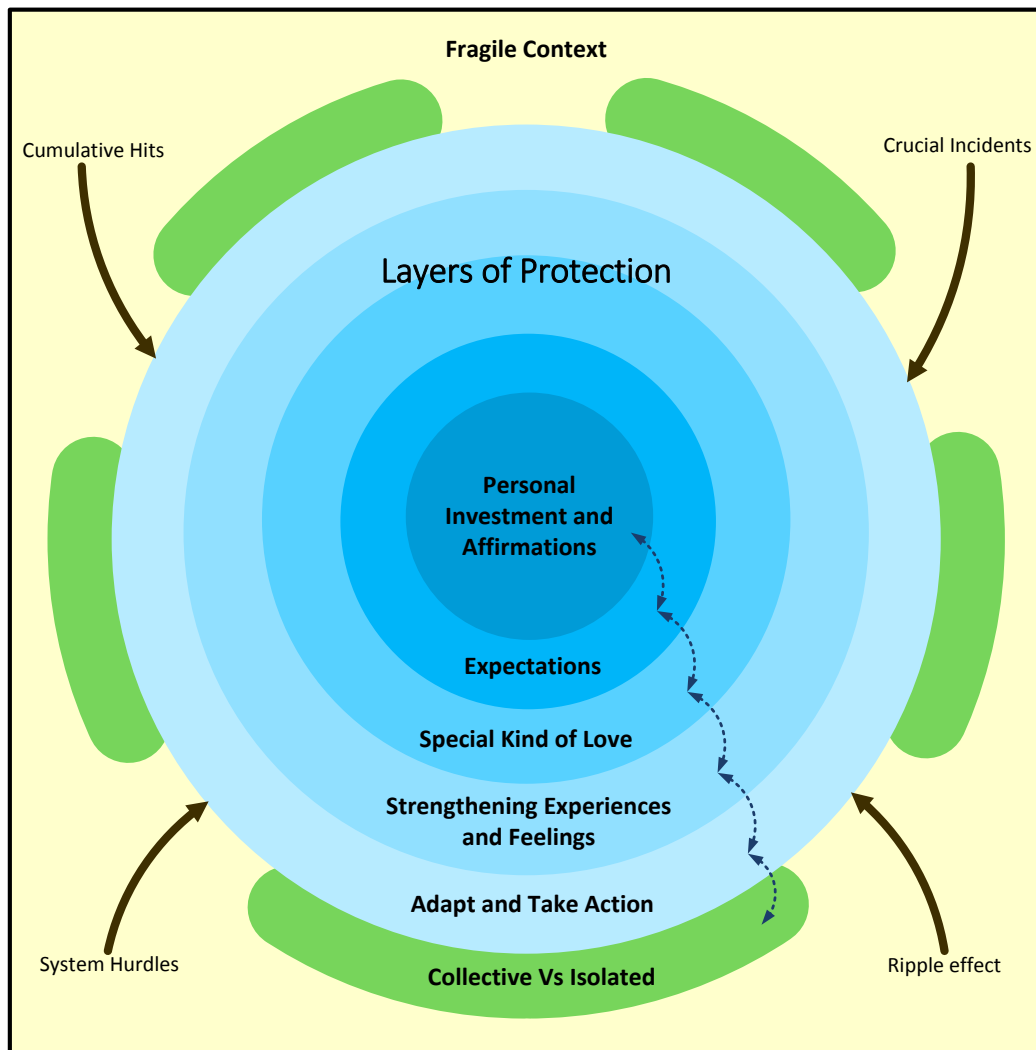 Fragile Context
Cumulative Hits
Crucial Incidents
Layers of Protection
Personal
Investment and
Affirmations
Expectations
Special Kind of Love
Strengthening Experiences
and Feelings
Adapt and Take Action
System Hurdles
Ripple effect
Collective Vs Isolated